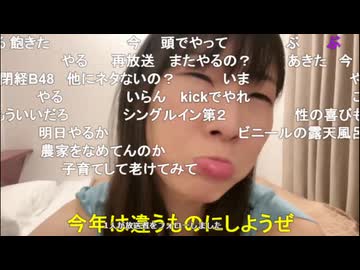 飽きた 今 頭でやって ぶ
やる 再放送 またやるの？ あきた 今
閉経B48 他にネタないの？ いま
やる いらん kickでやれ
もういいだろ シングルイン第2 性の喜び
明日やるか ビニールの露天風呂
農家をなめてんのか
子育てして老けてみて
今年は違うものにしようぜ